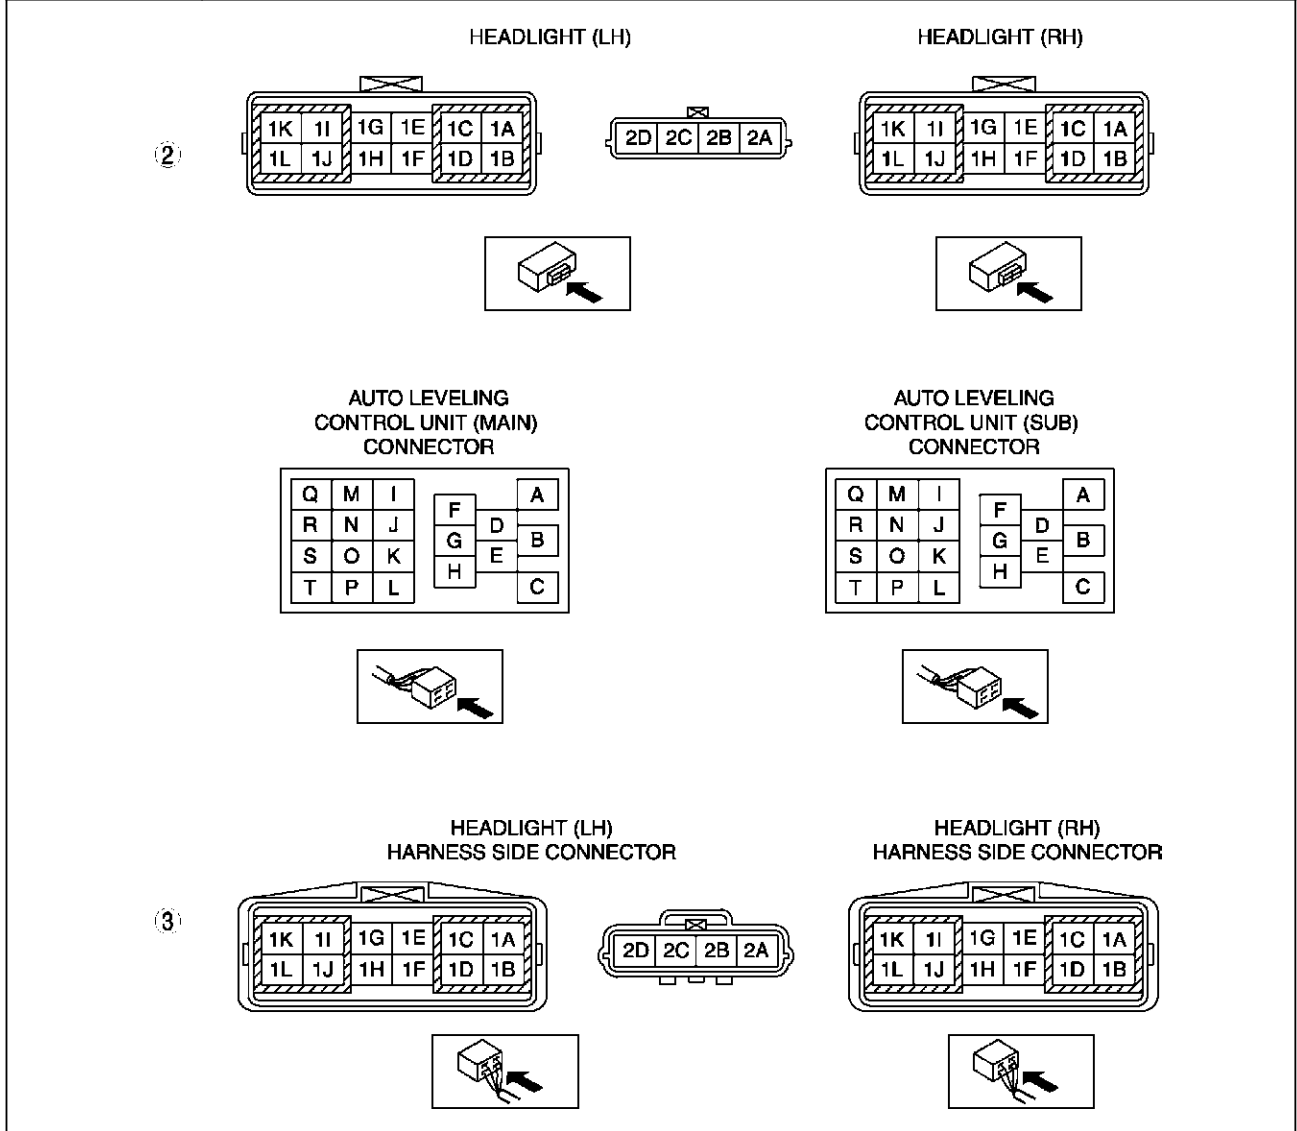 HEADLIGHT (LH) HEADLIGHT (RH)
②
1K 1I 1G 1E 1C 1A
1L 1J 1H 1F 1D 1B
2D 2C 2B 2A
1K 1I 1G 1E 1C 1A
1L 1J 1H 1F 1D 1B
AUTO LEVELING
CONTROL UNIT (MAIN)
CONNECTOR
Q M I F A
R N J G D B
S O K H E
T P L C
AUTO LEVELING
CONTROL UNIT (SUB)
CONNECTOR
Q M I F A
R N J G D B
S O K H E
T P L C
HEADLIGHT (LH)
HARNESS SIDE CONNECTOR
HEADLIGHT (RH)
HARNESS SIDE CONNECTOR
③
1K 1I 1G 1E 1C 1A
1L 1J 1H 1F 1D 1B
2D 2C 2B 2A
1K 1I 1G 1E 1C 1A
1L 1J 1H 1F 1D 1B